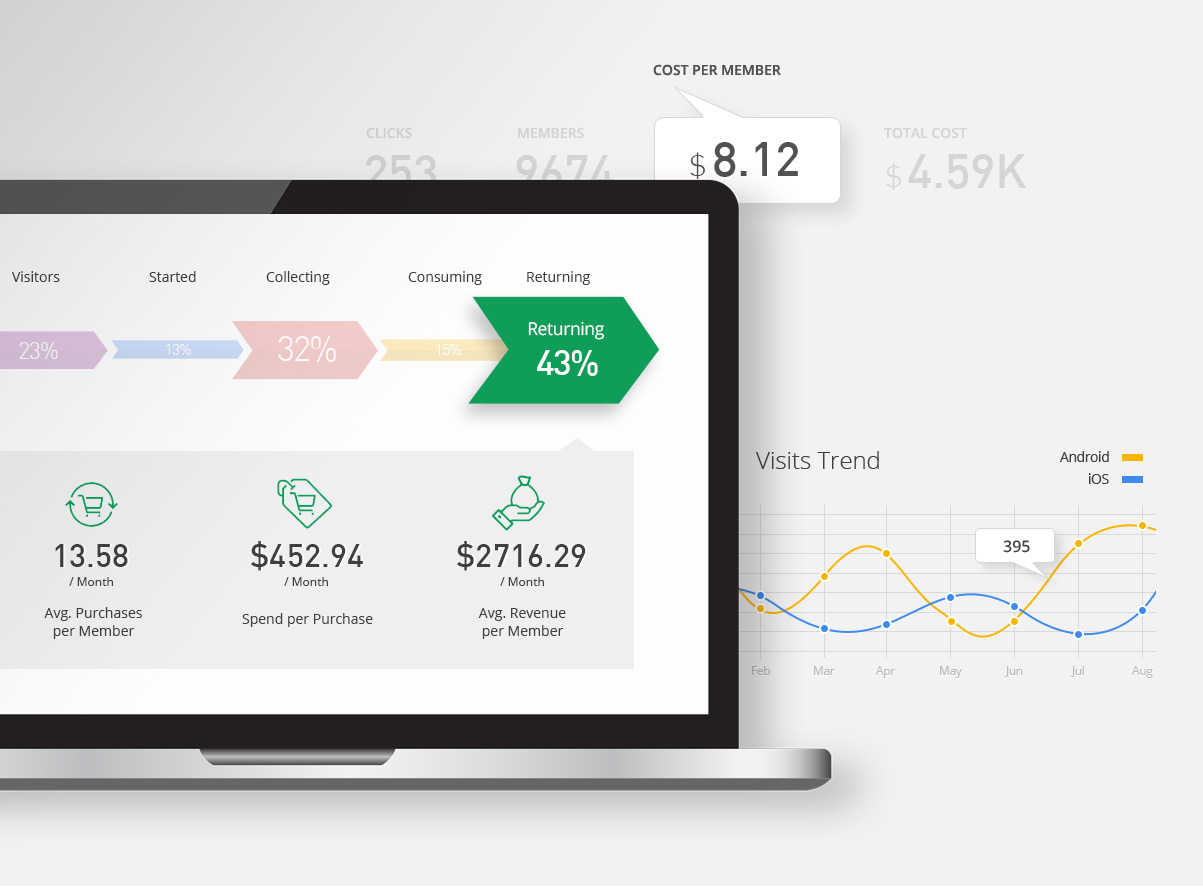 COST PER MEMBER
CLICKS
MEMBERS
TOTAL COST
253
9674
$ 8.12
$ 4.59K
Visitors
Started
Collecting
Consuming
Returning
23%
13%
32%
15%
Returning
43%
13.58
/ Month
Avg. Purchases
per Member
$452.94
/ Month
Spend per Purchase
$2716.29
/ Month
Avg. Revenue
per Member
Visits Trend
Android
iOS
395
Feb
Mar
Apr
May
Jun
Jul
Aug